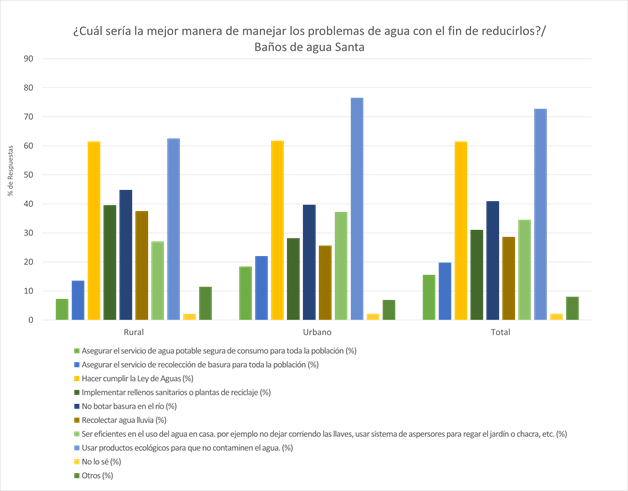 ¿Cuál sería la mejor manera de manejar los problemas de agua con el fin de reducirlos?/
Baños de agua Santa
90
80
70
60
50
40
30
20
10
0
% de Respuestas
Rural
Urbano
Total
Asegurar el servicio de agua potable segura de consumo para toda la población (%)
Asegurar el servicio de recolección de basura para toda la población (%)
Hacer cumplir la Ley de Aguas (%)
Implementar rellenos sanitarios o plantas de reciclaje (%)
No botar basura en el río (%)
Recolectar agua lluvia (%)
Ser eficientes en el uso del agua en casa. por ejemplo no dejar corriendo las llaves, usar sistema de aspersores para regar el jardín o chacra, etc. (%)
Usar productos ecológicos para que no contaminen el agua. (%)
No lo sé (%)
Otros (%)